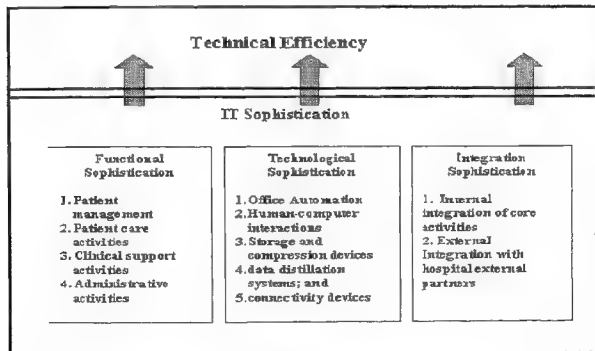 Technical Efficiency
IT Sophistication
Functional
Sophistication
1. Patient
management
2. Patient care
activities
3. Clinical support
activities
4. Administrative
activities
Technological
Sophistication
1. Office Automation
2. Human-computer
interactions
3. Storage and
compression devices
4. data distillation
systems; and
5. connectivity devices
Integration
Sophistication
1. Internal
integration of core
activities
2. External
Integration with
hospital external
partners